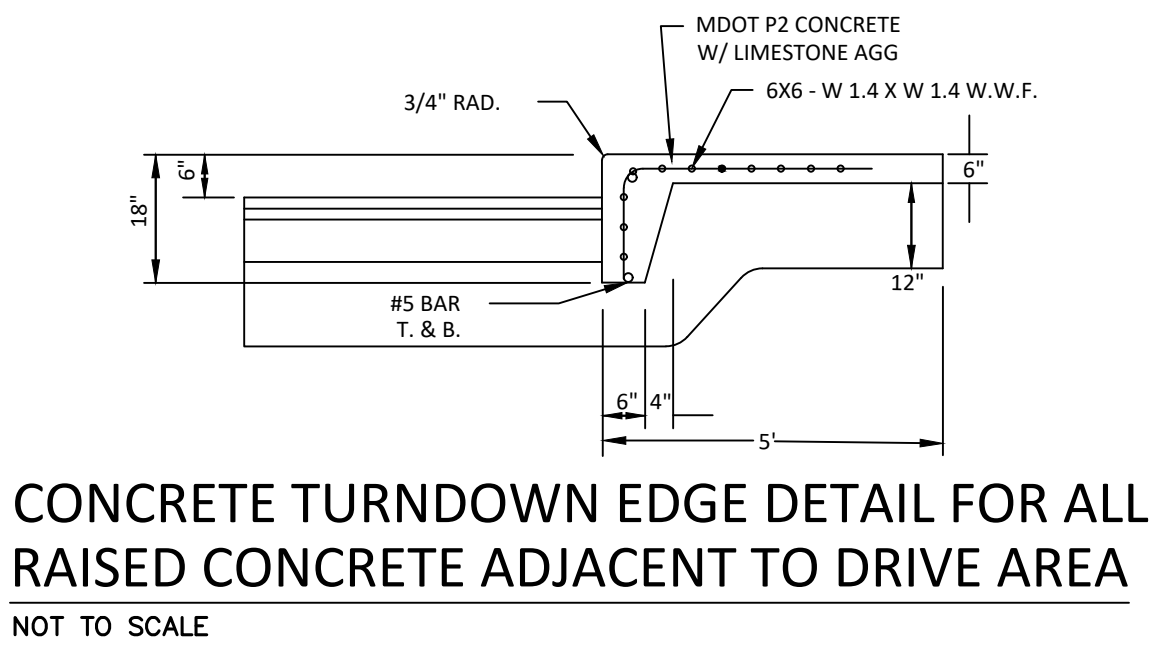 MDOT P2 CONCRETE
W/ LIMESTONE AGG
6X6 - W 1.4 X W 1.4 W.W.F.
3/4" RAD.
6"
18"
6"
12"
#5 BAR
T. & B.
6"
4"
5'
CONCRETE TURNDOWN EDGE DETAIL FOR ALL
RAISED CONCRETE ADJACENT TO DRIVE AREA
NOT TO SCALE